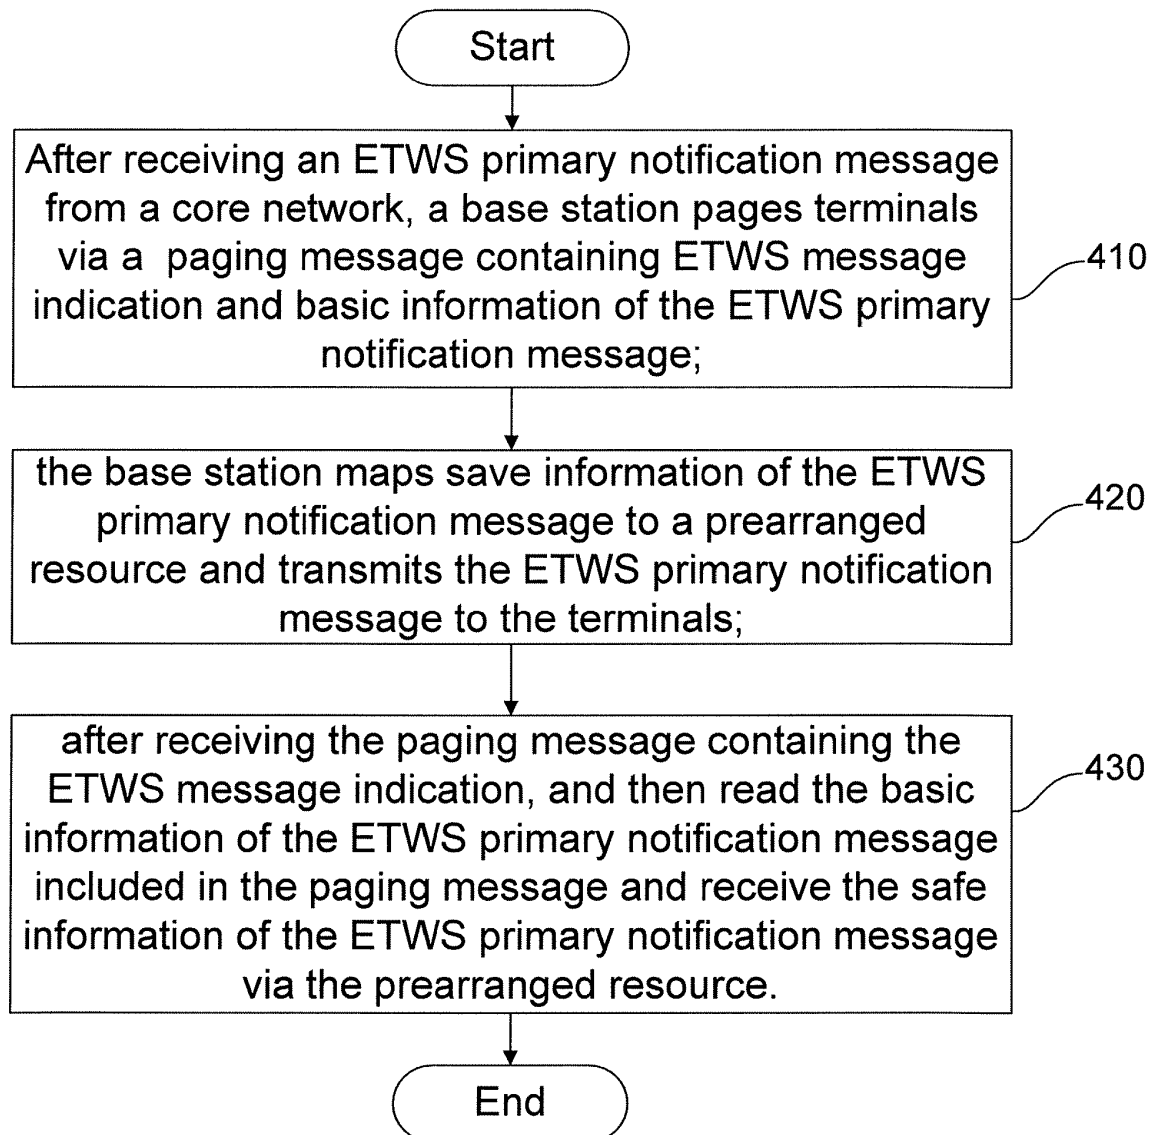 Start
After receiving an ETWS primary notification message
from a core network, a base station pages terminals
via a paging message containing ETWS message
indication and basic information of the ETWS primary
notification message;
410
the base station maps save information of the ETWS
primary notification message to a prearranged
resource and transmits the ETWS primary notification
message to the terminals;
420
after receiving the paging message containing the
ETWS message indication, and then read the basic
information of the ETWS primary notification message
included in the paging message and receive the safe
information of the ETWS primary notification message
via the prearranged resource.
430
End